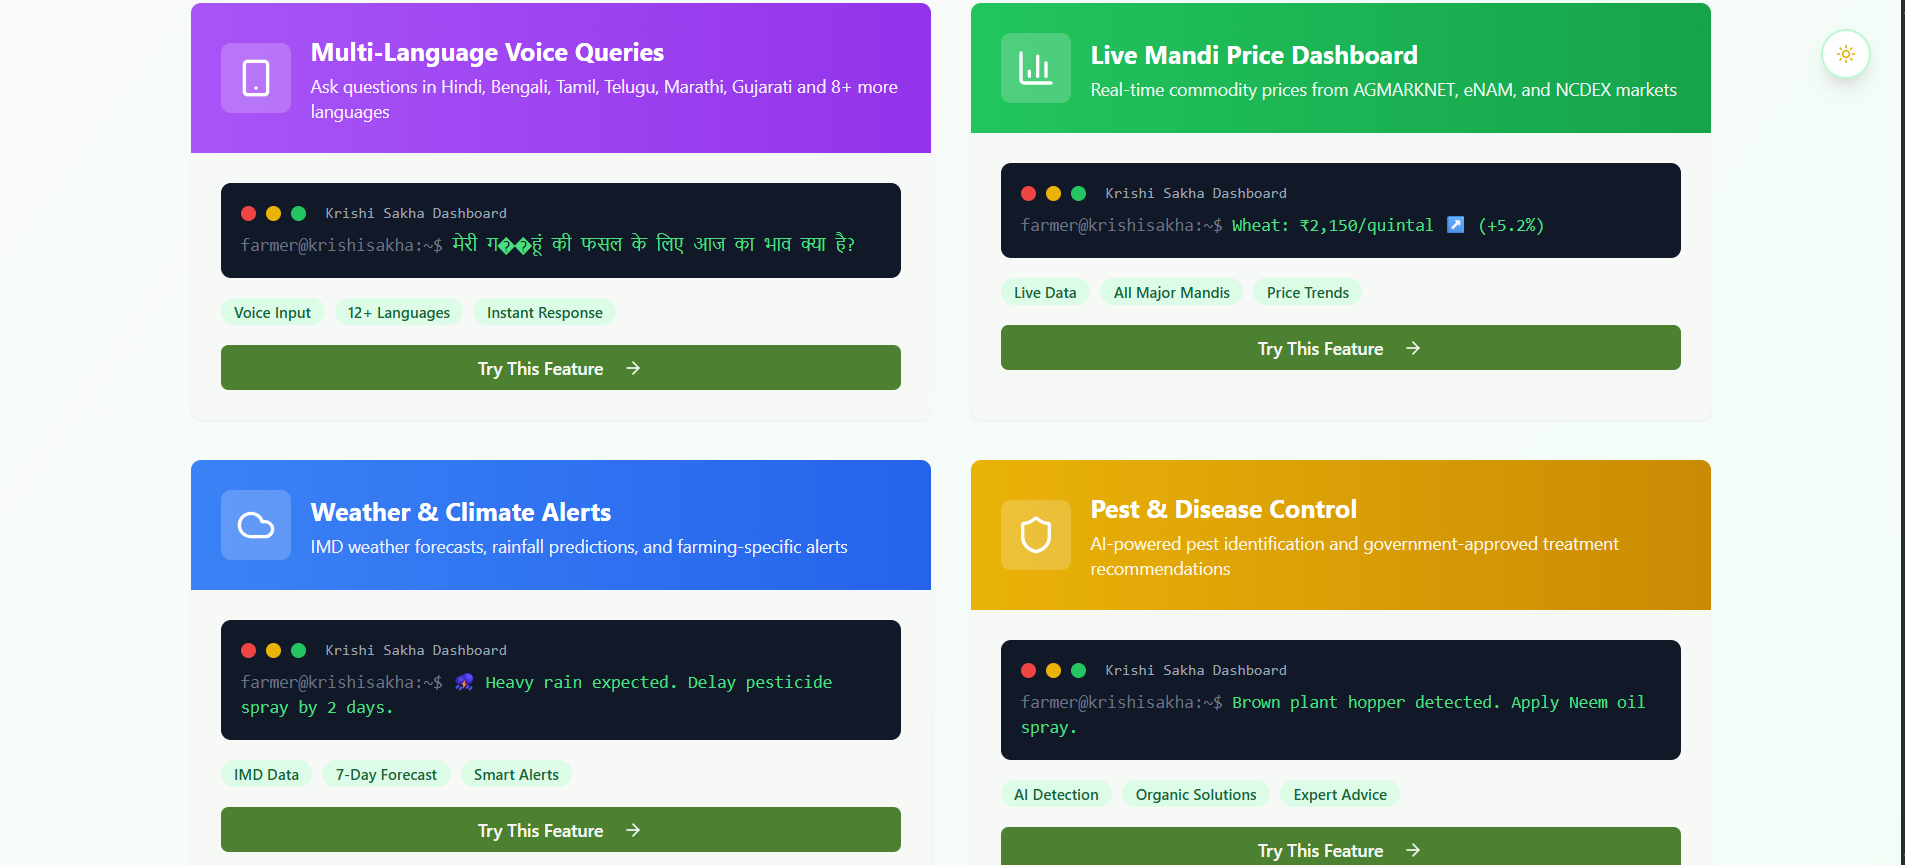 Multi-Language Voice Queries
Ask questions in Hindi, Bengali, Tamil, Telugu, Marathi, Gujarati and 8+ more
languages
Krishi Sakha Dashboard
farmer@krishisakha:~$ मेरी ग��हूं की फसल के लिए आज का भाव क्या है?
Voice Input
12+ Languages
Instant Response
Try This Feature →
Live Mandi Price Dashboard
Real-time commodity prices from AGMARKNET, eNAM, and NCDEX markets
Krishi Sakha Dashboard
farmer@krishisakha:~$ Wheat: ₹2,150/quintal ↗ (+5.2%)
Live Data
All Major Mandis
Price Trends
Try This Feature →
Weather & Climate Alerts
IMD weather forecasts, rainfall predictions, and farming-specific alerts
Krishi Sakha Dashboard
farmer@krishisakha:~$ ⛈ Heavy rain expected. Delay pesticide
spray by 2 days.
IMD Data
7-Day Forecast
Smart Alerts
Try This Feature →
Pest & Disease Control
AI-powered pest identification and government-approved treatment
recommendations
Krishi Sakha Dashboard
farmer@krishisakha:~$ Brown plant hopper detected. Apply Neem oil
spray.
AI Detection
Organic Solutions
Expert Advice
Try This Feature →